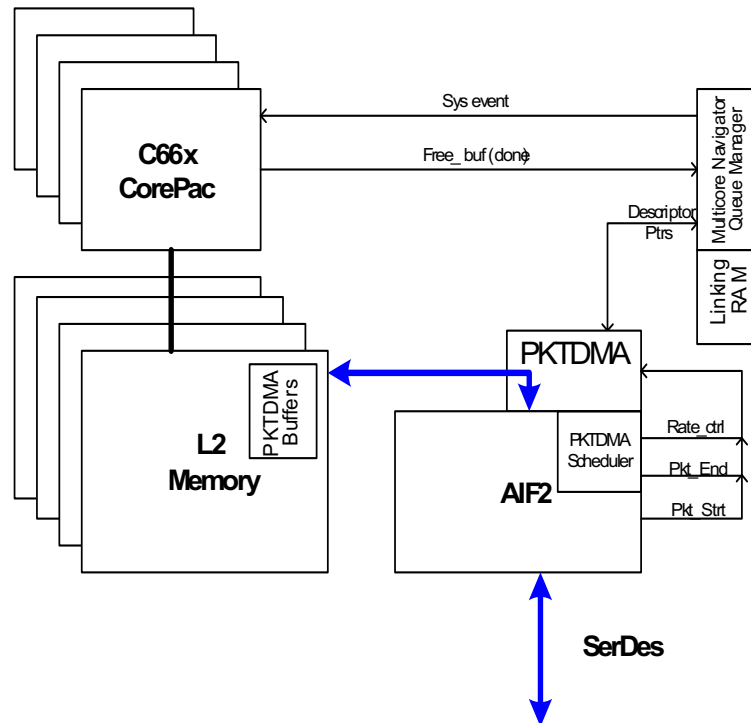 Sys event
C66x
CorePac
Free_buf (done)
Multicore Navigator
Queue Manager
Descriptor
Ptrs
Linking
RAM
PKTDMA
PKTDMA
Buffers
L2
Memory
PKTDMA
Scheduler
Rate_ctrl
Pkt_End
AIF2
Pkt_Strt
SerDes